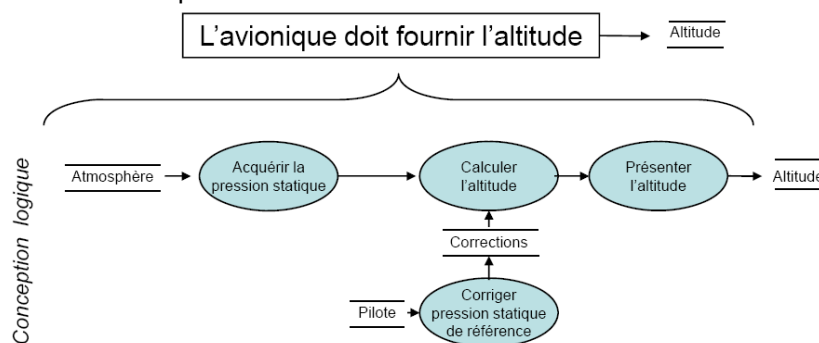 L'avionique doit fournir l'altitude
Altitude
Conception logique
Atmosphère
Acquérir la
pression statique
Calculer
l'altitude
Présenter
l'altitude
Altitude
Corrections
Pilote
Corriger
pression statique
de référence